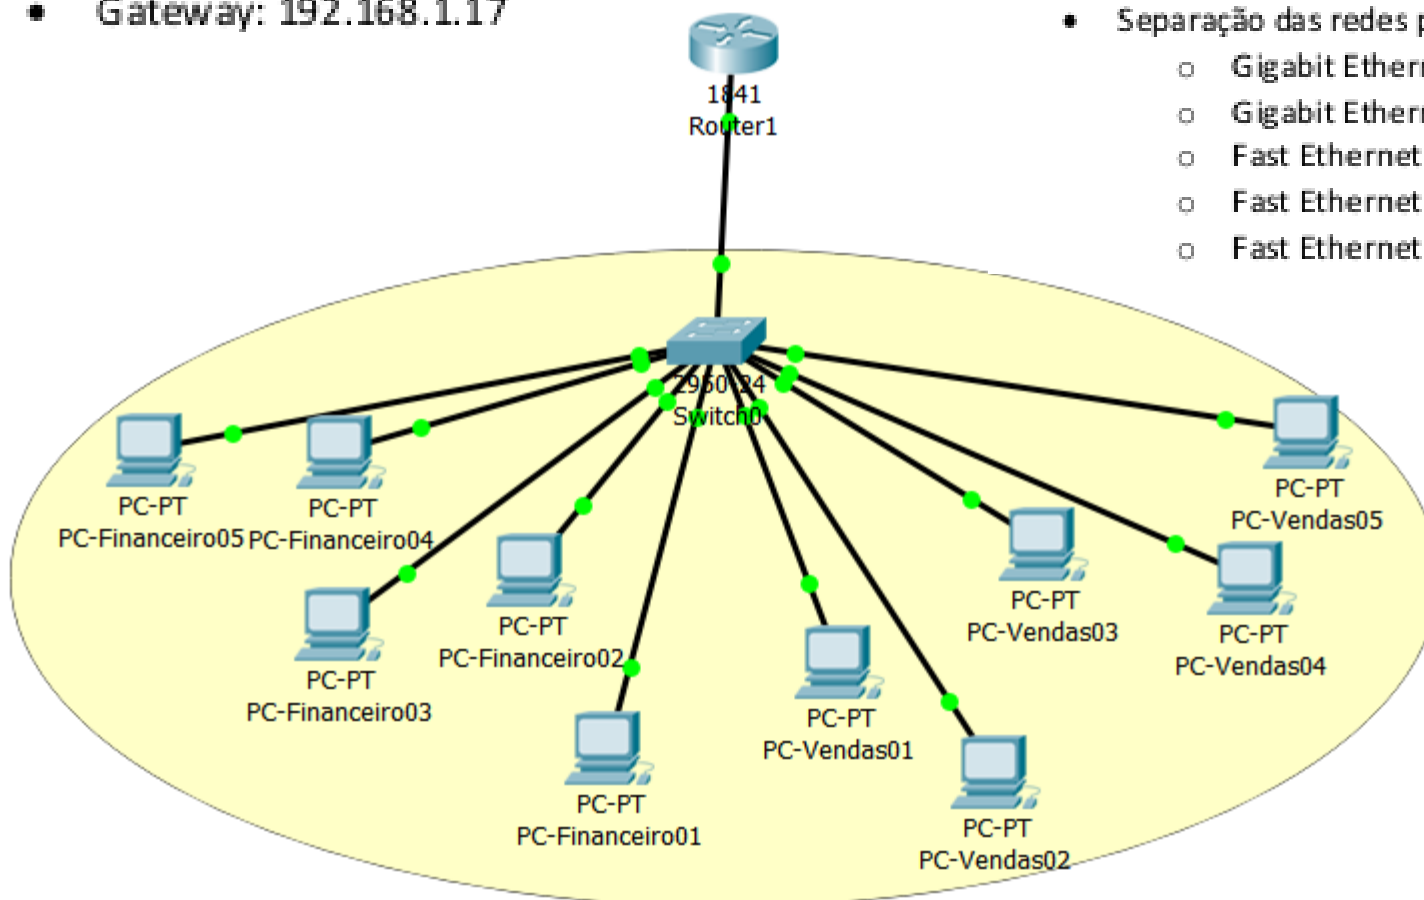 • Gateway: 192.168.1.17
• Separação das redes
o Gigabit
o Gigabit
o Fast Ethernet
o Fast Ethernet
o Fast Ethernet
1841
Router1
2950-24
Switch0
PC-PT
PC-Financeiro05
PC-PT
PC-Financeiro04
PC-PT
PC-Financeiro03
PC-PT
PC-Financeiro02
PC-PT
PC-Financeiro01
PC-PT
PC-Vendas01
PC-PT
PC-Vendas02
PC-PT
PC-Vendas03
PC-PT
PC-Vendas04
PC-PT
PC-Vendas05